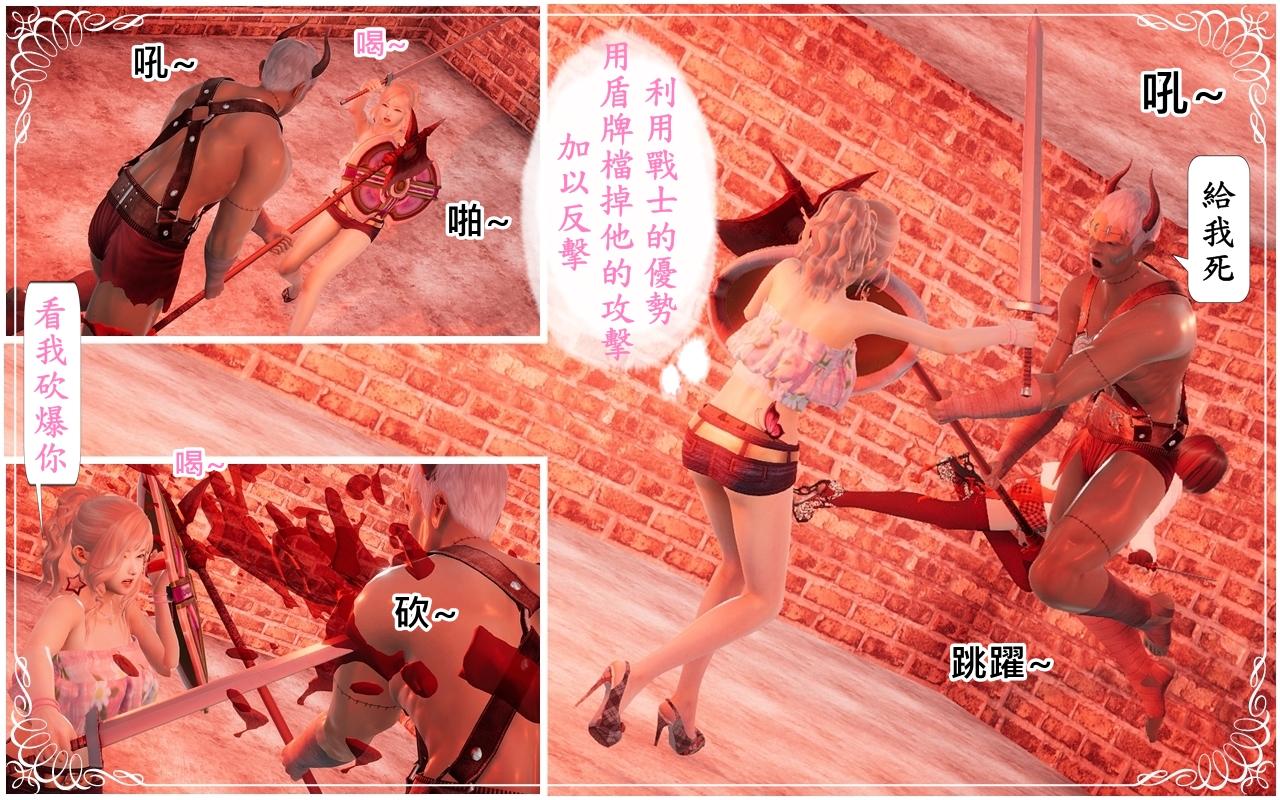 吼~
給我死
跳躍~
利用戰士的優勢
用盾牌檔掉他的攻擊
加以反擊
吼~
喝~
啪~
看我砍爆你
喝~
砍~